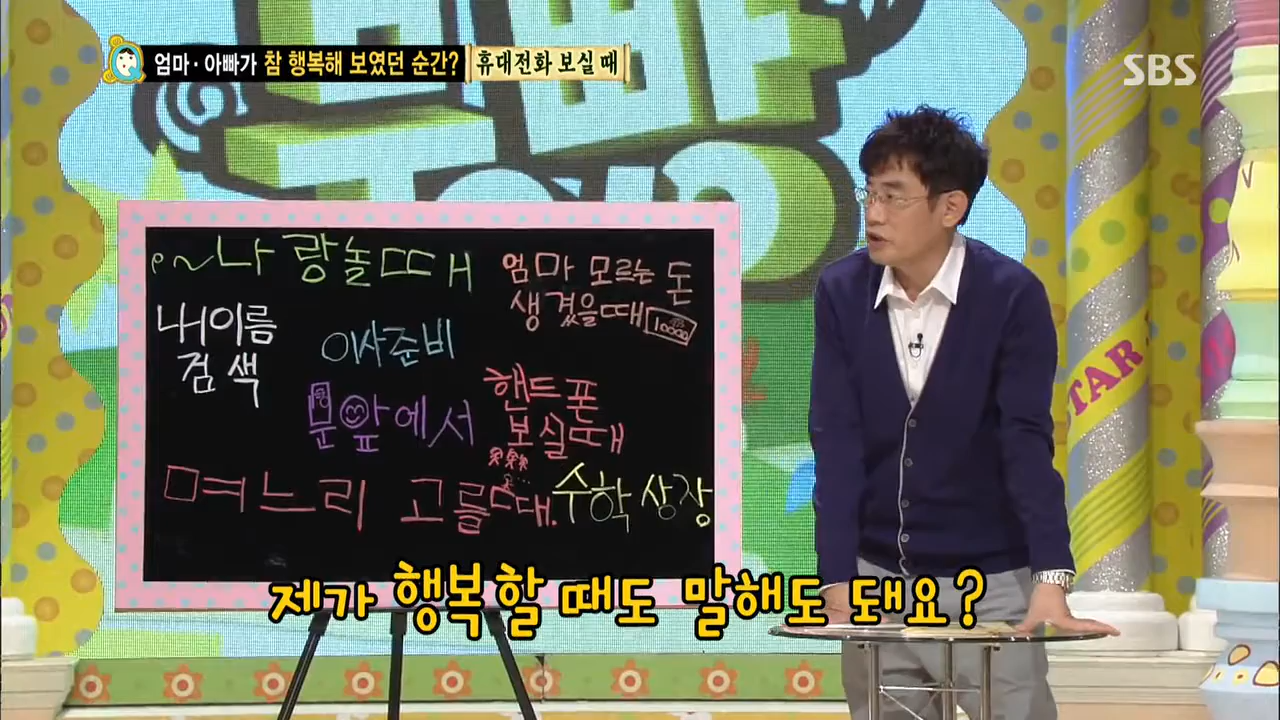 엄마·아빠가 참 행복해 보였던 순간? 휴대전화 보실 때
SBS
나랑놀때
엄마 모르는 돈
생겼을때
10000
내이름
검색
이사준비
문앞에서
핸드폰
보실때
며느리 고를때.
수학상장
STAR
제가 행복할 때도 말해도 돼요?